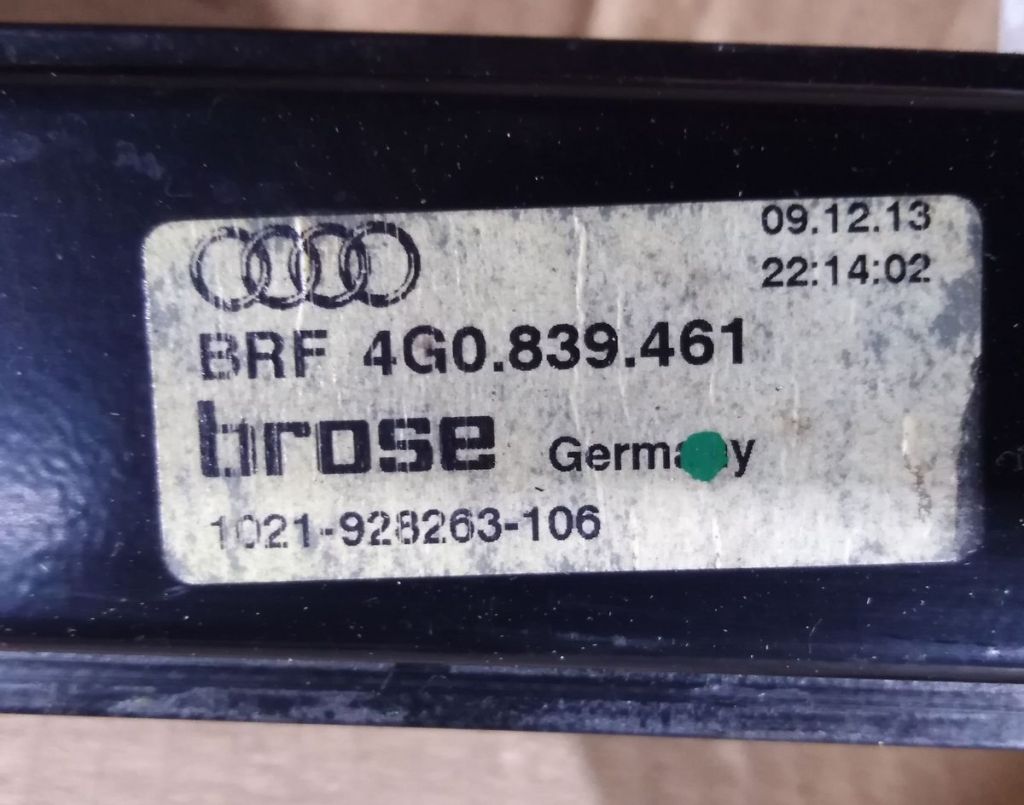 09.12.13
22:14:02
BRF 4G0.839.461
brose Germany
1021-928263-106